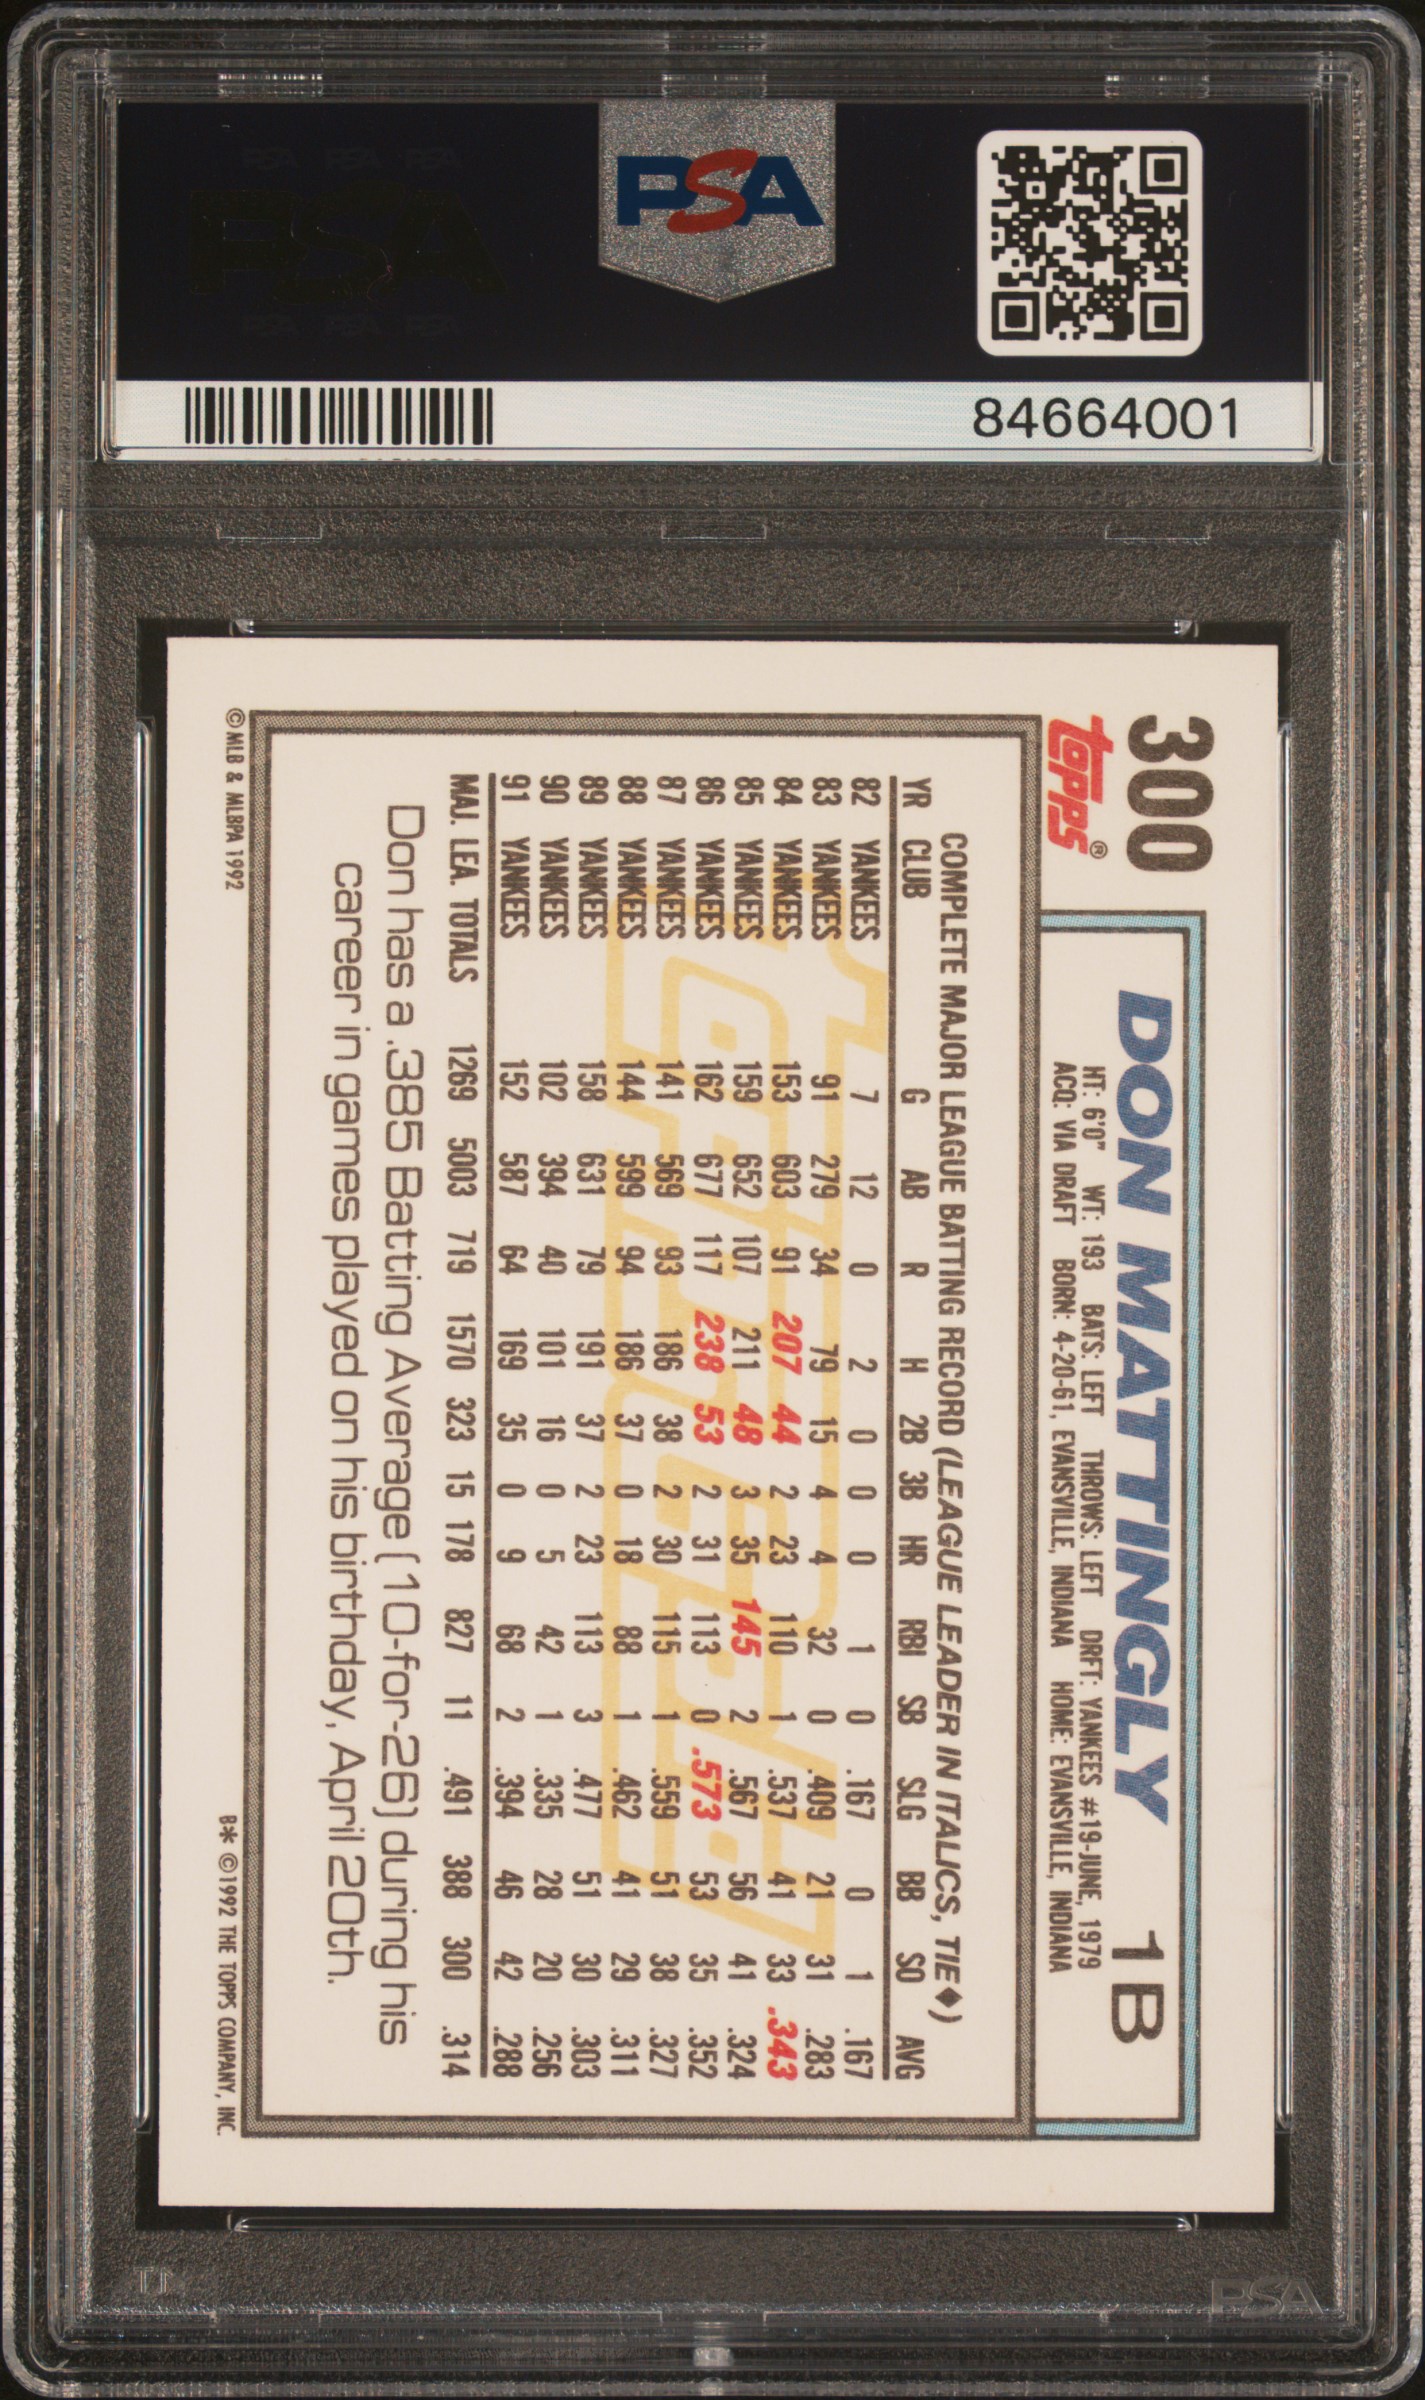 PSA
84664001
300
topps®
DON MATTINGLY 1B
HT: 6'0" WT: 193 BATS: LEFT THROWS: LEFT DRFT: YANKEES #19-JUNE, 1979
ACQ: VIA DRAFT BORN: 4-20-61, EVANSVILLE, INDIANA HOME: EVANSVILLE, INDIANA
COMPLETE MAJOR LEAGUE BATTING RECORD (LEAGUE LEADER IN ITALICS, TIE♦)
YR CLUB G AB R H 2B 3B HR RBI SB SLG BB SO AVG
82 YANKEES 7 12 0 2 0 0 0 1 0 .167 0 1 .167
83 YANKEES 91 279 34 79 15 4 4 32 0 .409 21 31 .283
84 YANKEES 153 603 91 207 44 2 23 110 1 .537 41 33 .343
85 YANKEES 159 652 107 211 48 3 35 145 2 .567 56 41 .324
86 YANKEES 162 677 117 238 53 2 31 113 0 .573 53 35 .352
87 YANKEES 141 569 93 186 38 2 30 115 1 .559 51 38 .327
88 YANKEES 144 599 94 186 37 0 18 88 1 .462 41 29 .311
89 YANKEES 158 631 79 191 37 2 23 113 3 .477 51 30 .303
90 YANKEES 102 394 40 101 16 0 5 42 1 .335 28 20 .256
91 YANKEES 152 587 64 169 35 0 9 68 2 .394 46 42 .288
MAJ. LEA. TOTALS 1269 5003 719 1570 323 15 178 827 11 .491 388 300 .314
Don has a .385 Batting Average (10-for-26) during his
career in games played on his birthday, April 20th.
© MLB & MLBPA 1992
B* ©1992 THE TOPPS COMPANY, INC.
PSA